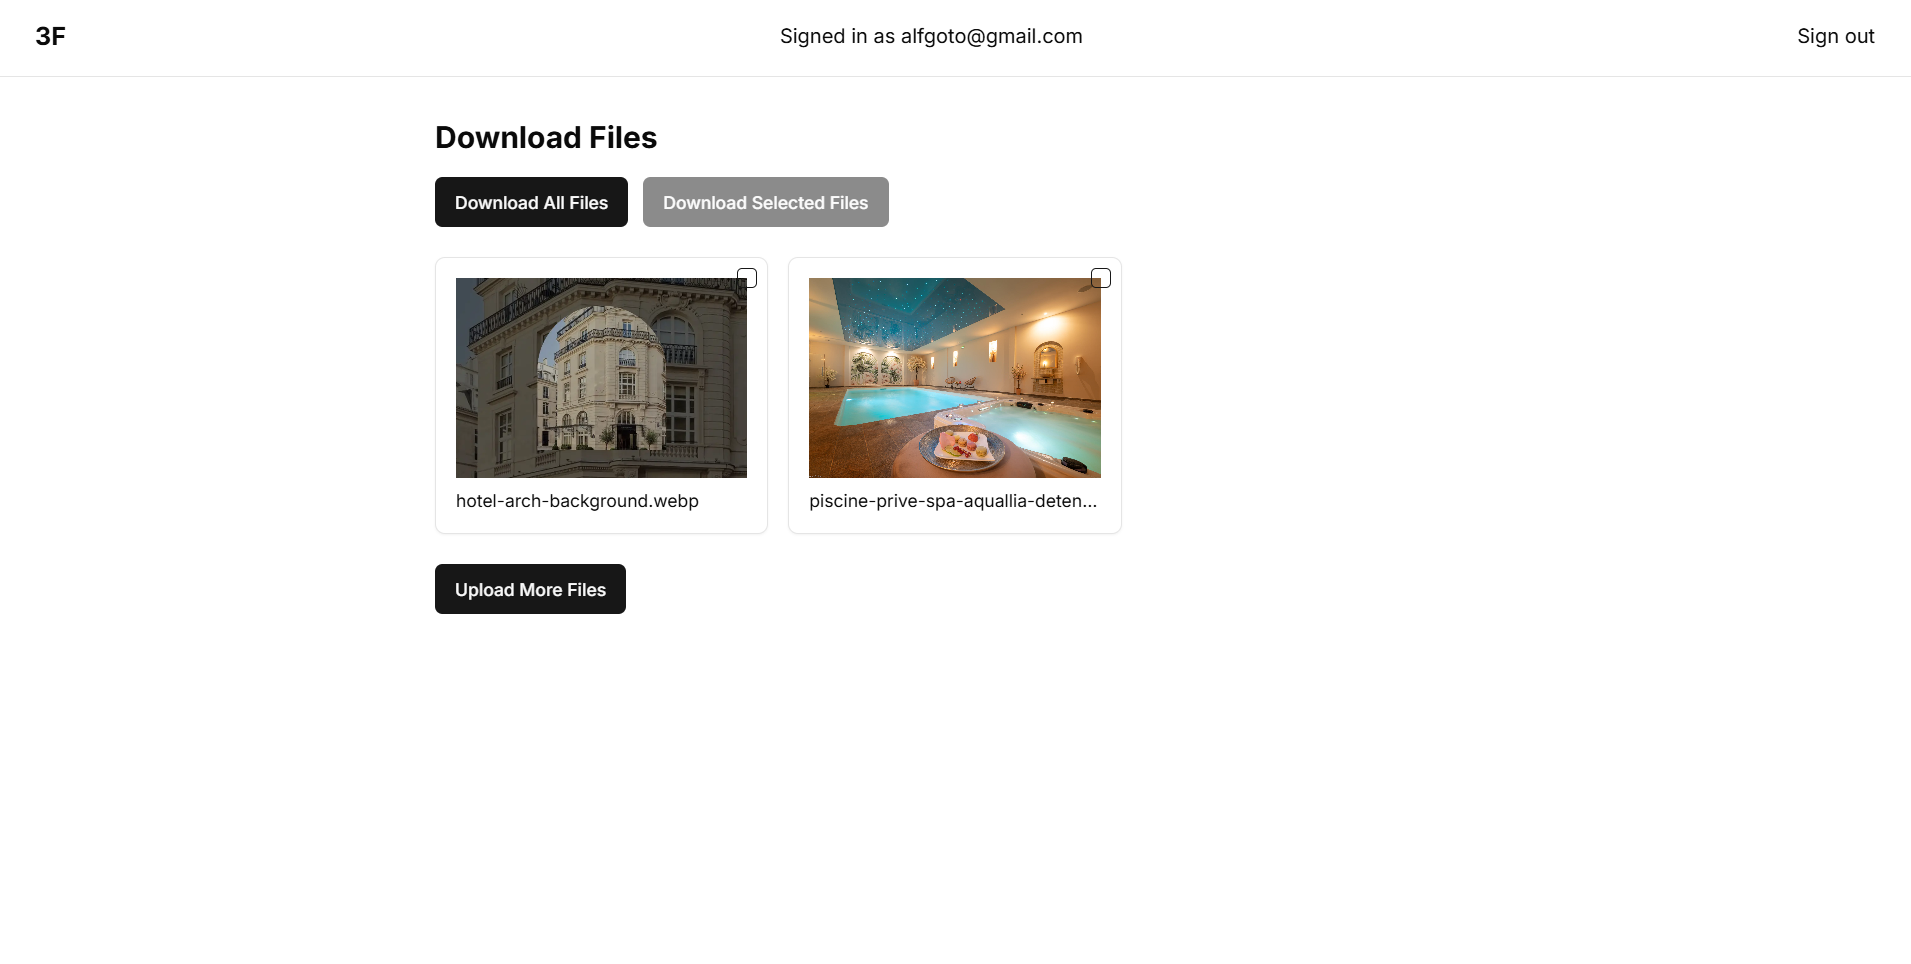 3F
Signed in as alfgoto@gmail.com
Sign out
Download Files
Download All Files
Download Selected Files
hotel-arch-background.webp
piscine-prive-spa-aquallia-deten...
Upload More Files